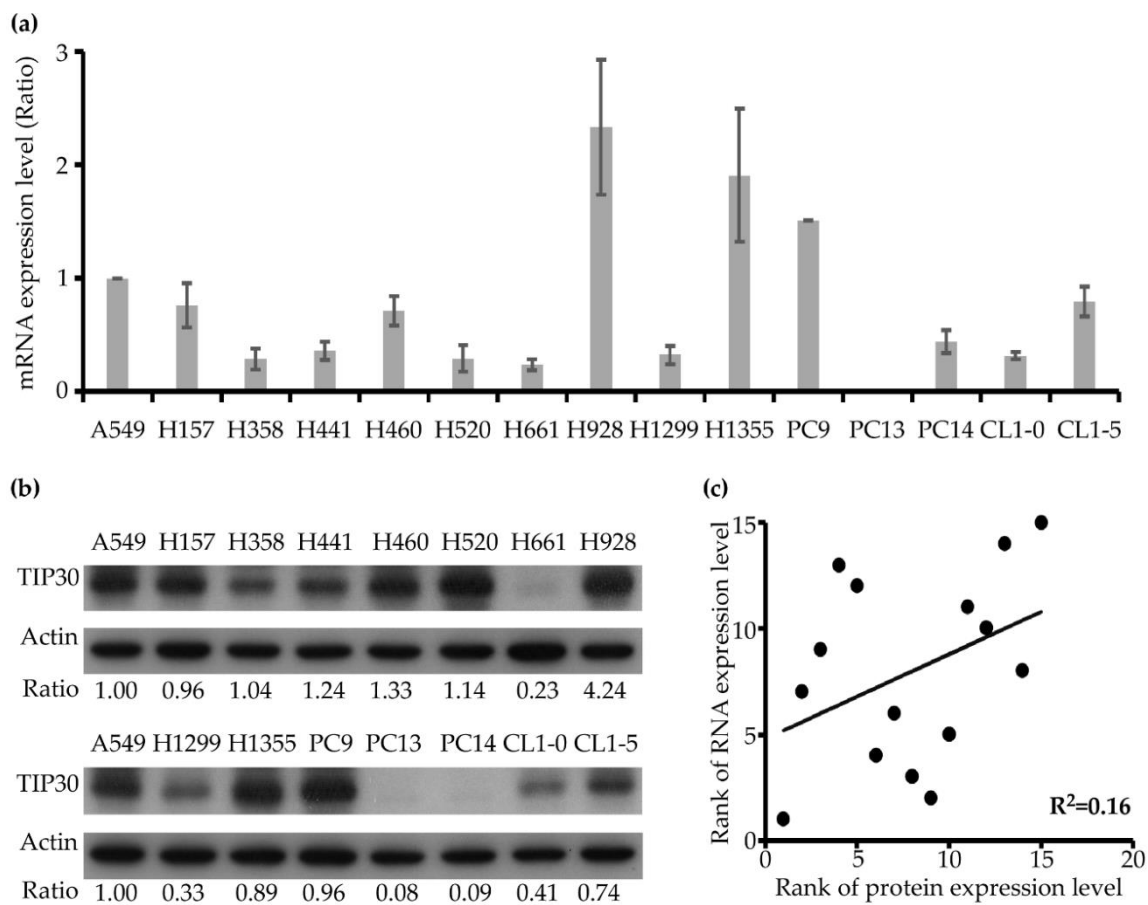 (a)
mRNA expression level (Ratio)
3
2
1
0
A549 H157 H358 H441 H460 H520 H661 H928 H1299 H1355 PC9 PC13 PC14 CL1-0 CL1-5
(b)
A549 H157 H358 H441 H460 H520 H661 H928
TIP30
Actin
Ratio 1.00 0.96 1.04 1.24 1.33 1.14 0.23 4.24
A549 H1299 H1355 PC9 PC13 PC14 CL1-0 CL1-5
TIP30
Actin
Ratio 1.00 0.33 0.89 0.96 0.08 0.09 0.41 0.74
(c)
Rank of RNA expression level
15
10
5
0
R²=0.16
0 5 10 15 20
Rank of protein expression level